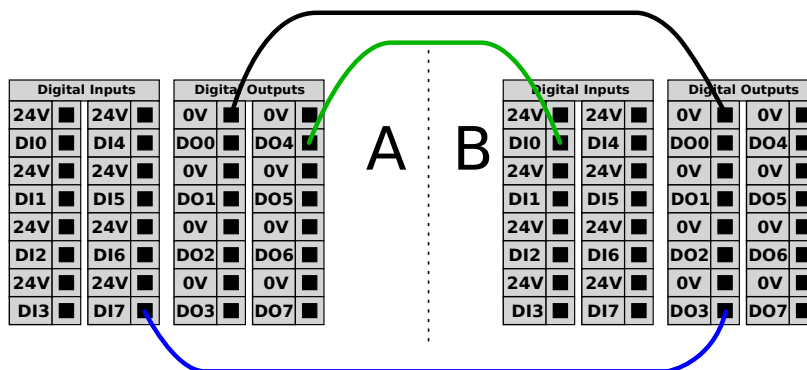 Digital Inputs Digital Outputs Digital Inputs Digital Outputs
24V 24V 0V 0V A B 24V 24V 0V 0V
DI0 DI4 DO0 DO4 DI0 DI4 DO0 DO4
24V 24V 0V 0V 24V 24V 0V 0V
DI1 DI5 DO1 DO5 DI1 DI5 DO1 DO5
24V 24V 0V 0V 24V 24V 0V 0V
DI2 DI6 DO2 DO6 DI2 DI6 DO2 DO6
24V 24V 0V 0V 24V 24V 0V 0V
DI3 DI7 DO3 DO7 DI3 DI7 DO3 DO7